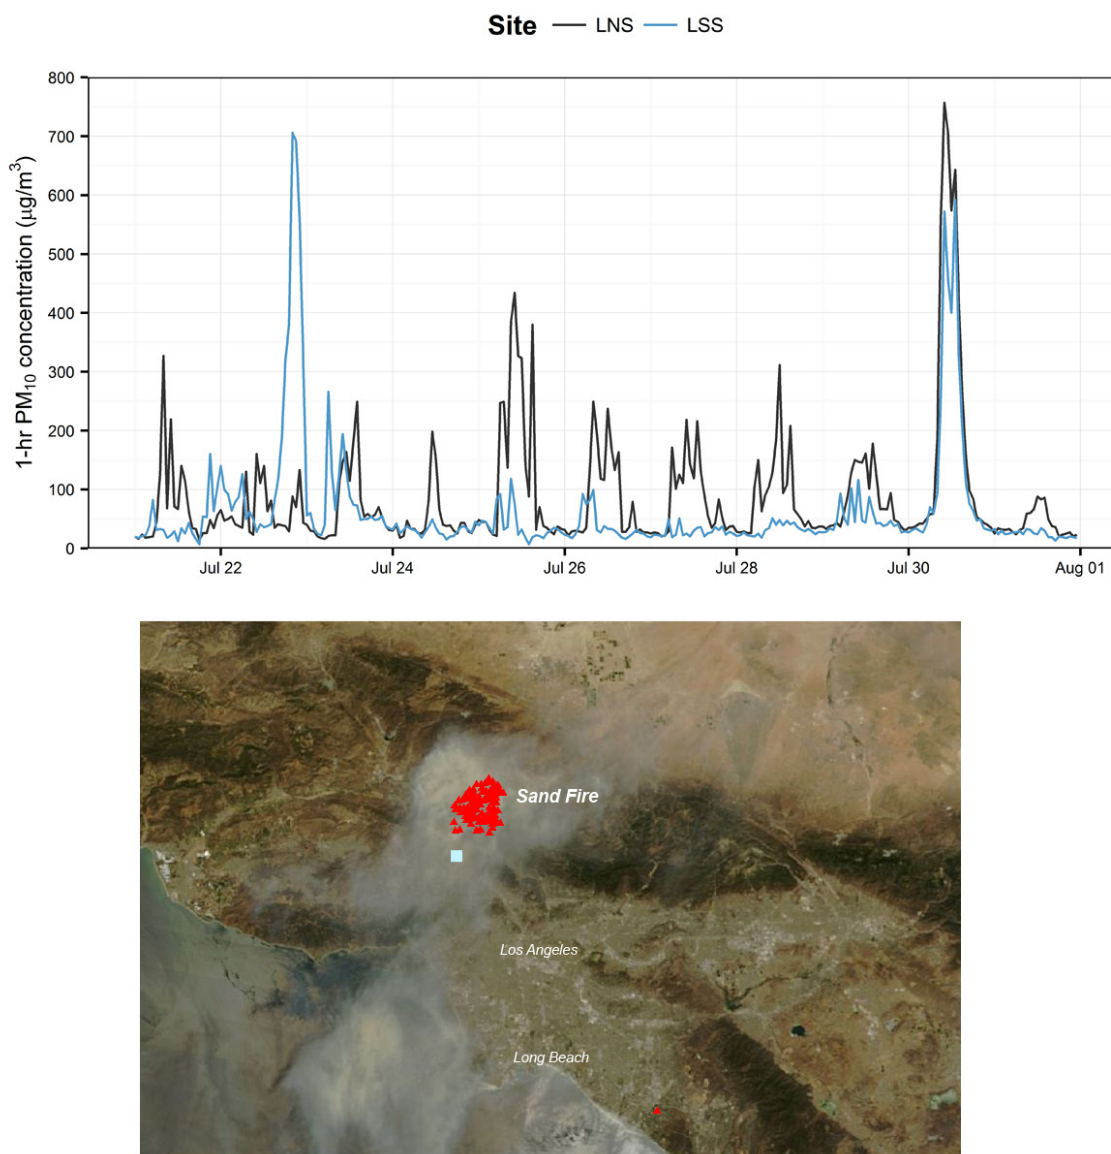 Site LNS LSS
800
700
600
500
400
300
200
100
0
1-hr PM₁₀ concentration (µg/m³)
Jul 22 Jul 24 Jul 26 Jul 28 Jul 30 Aug 01
Sand Fire
Los Angeles
Long Beach